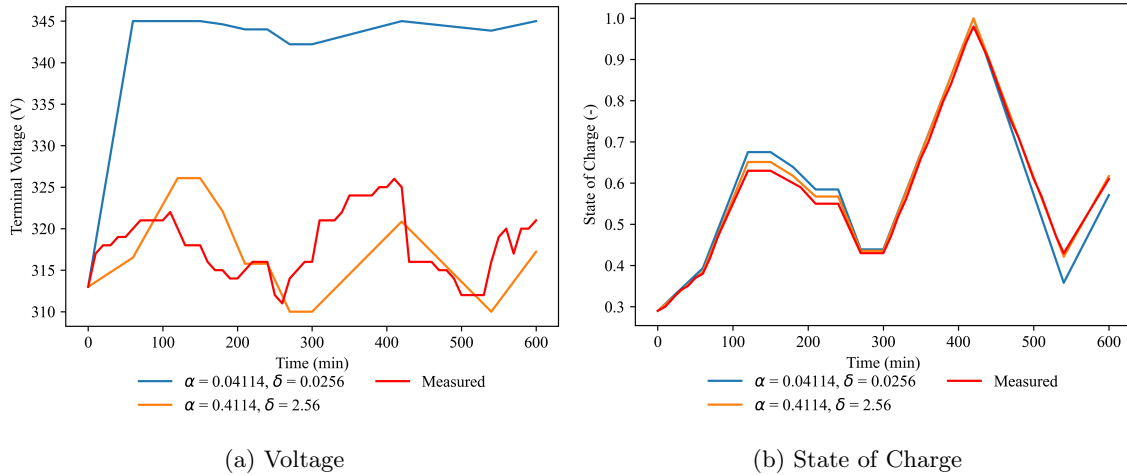 345
340
335
330
325
320
315
310
Terminal Voltage (V)
0 100 200 300 400 500 600
Time (min)
α = 0.04114, δ = 0.0256
α = 0.4114, δ = 2.56
Measured
(a) Voltage
1.0
0.9
0.8
0.7
0.6
0.5
0.4
0.3
State of Charge (-)
0 100 200 300 400 500 600
Time (min)
α = 0.04114, δ = 0.0256
α = 0.4114, δ = 2.56
Measured
(b) State of Charge